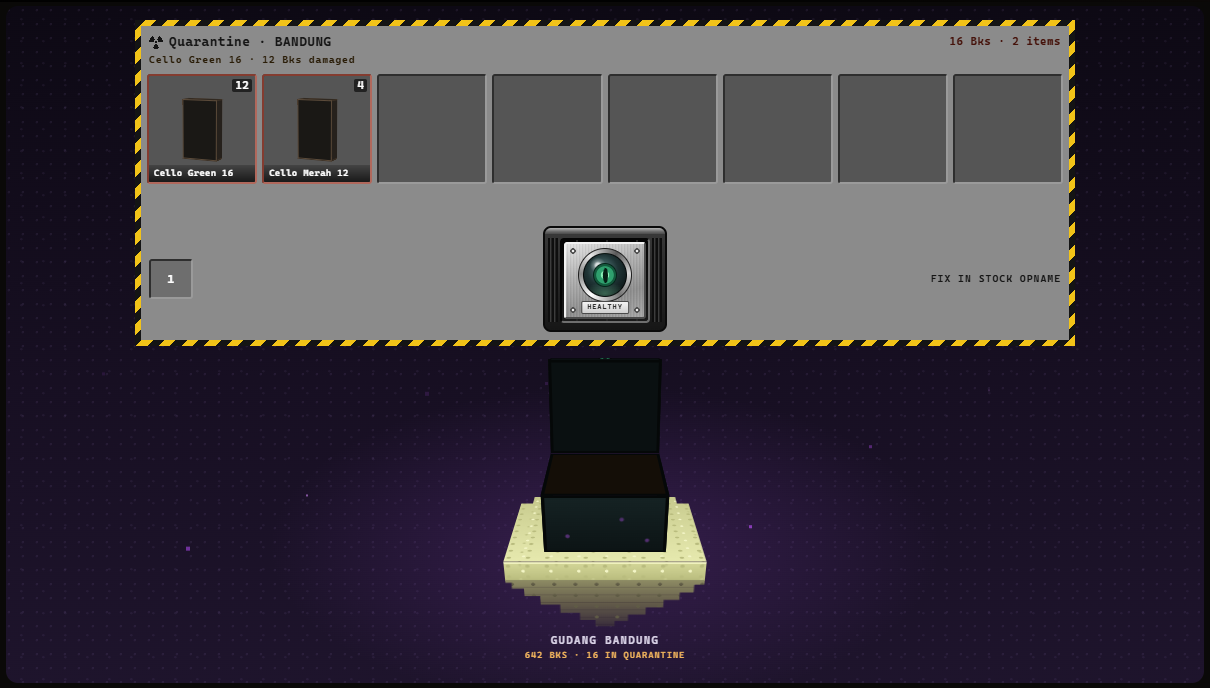 Quarantine · BANDUNG
16 Bks · 2 items
Cello Green 16 · 12 Bks damaged
12
4
Cello Green 16
Cello Merah 12
HEALTHY
1
FIX IN STOCK OPNAME
GUDANG BANDUNG
642 BKS · 16 IN QUARANTINE